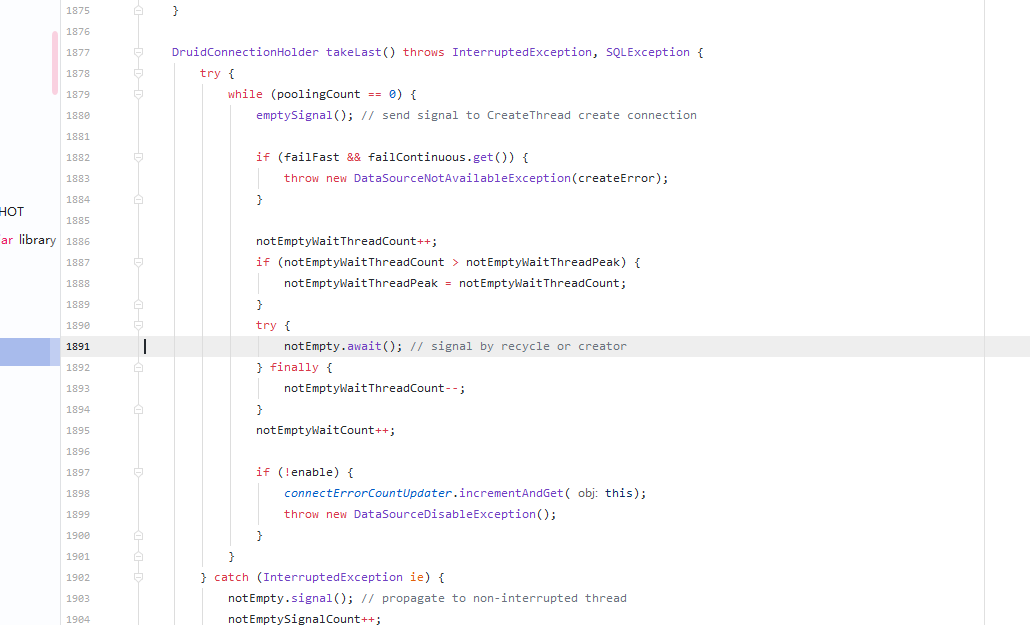 1875 }
1876
1877 DruidConnectionHolder takeLast() throws InterruptedException, SQLException {
1878 try {
1879 while (poolingCount == 0) {
1880 emptySignal(); // send signal to CreateThread create connection
1881
1882 if (failFast && failContinuous.get()) {
1883 throw new DataSourceNotAvailableException(createError);
1884 }
HOT
1885
ar library
1886 notEmptyWaitThreadCount++;
1887 if (notEmptyWaitThreadCount > notEmptyWaitThreadPeak) {
1888 notEmptyWaitThreadPeak = notEmptyWaitThreadCount;
1889 }
1890 try {
1891 notEmpty.await(); // signal by recycle or creator
1892 } finally {
1893 notEmptyWaitThreadCount--;
1894 }
1895 notEmptyWaitCount++;
1896
1897 if (!enable) {
1898 connectErrorCountUpdater.incrementAndGet( obj: this);
1899 throw new DataSourceDisableException();
1900 }
1901 }
1902 } catch (InterruptedException ie) {
1903 notEmpty.signal(); // propagate to non-interrupted thread
1904 notEmptySignalCount++;